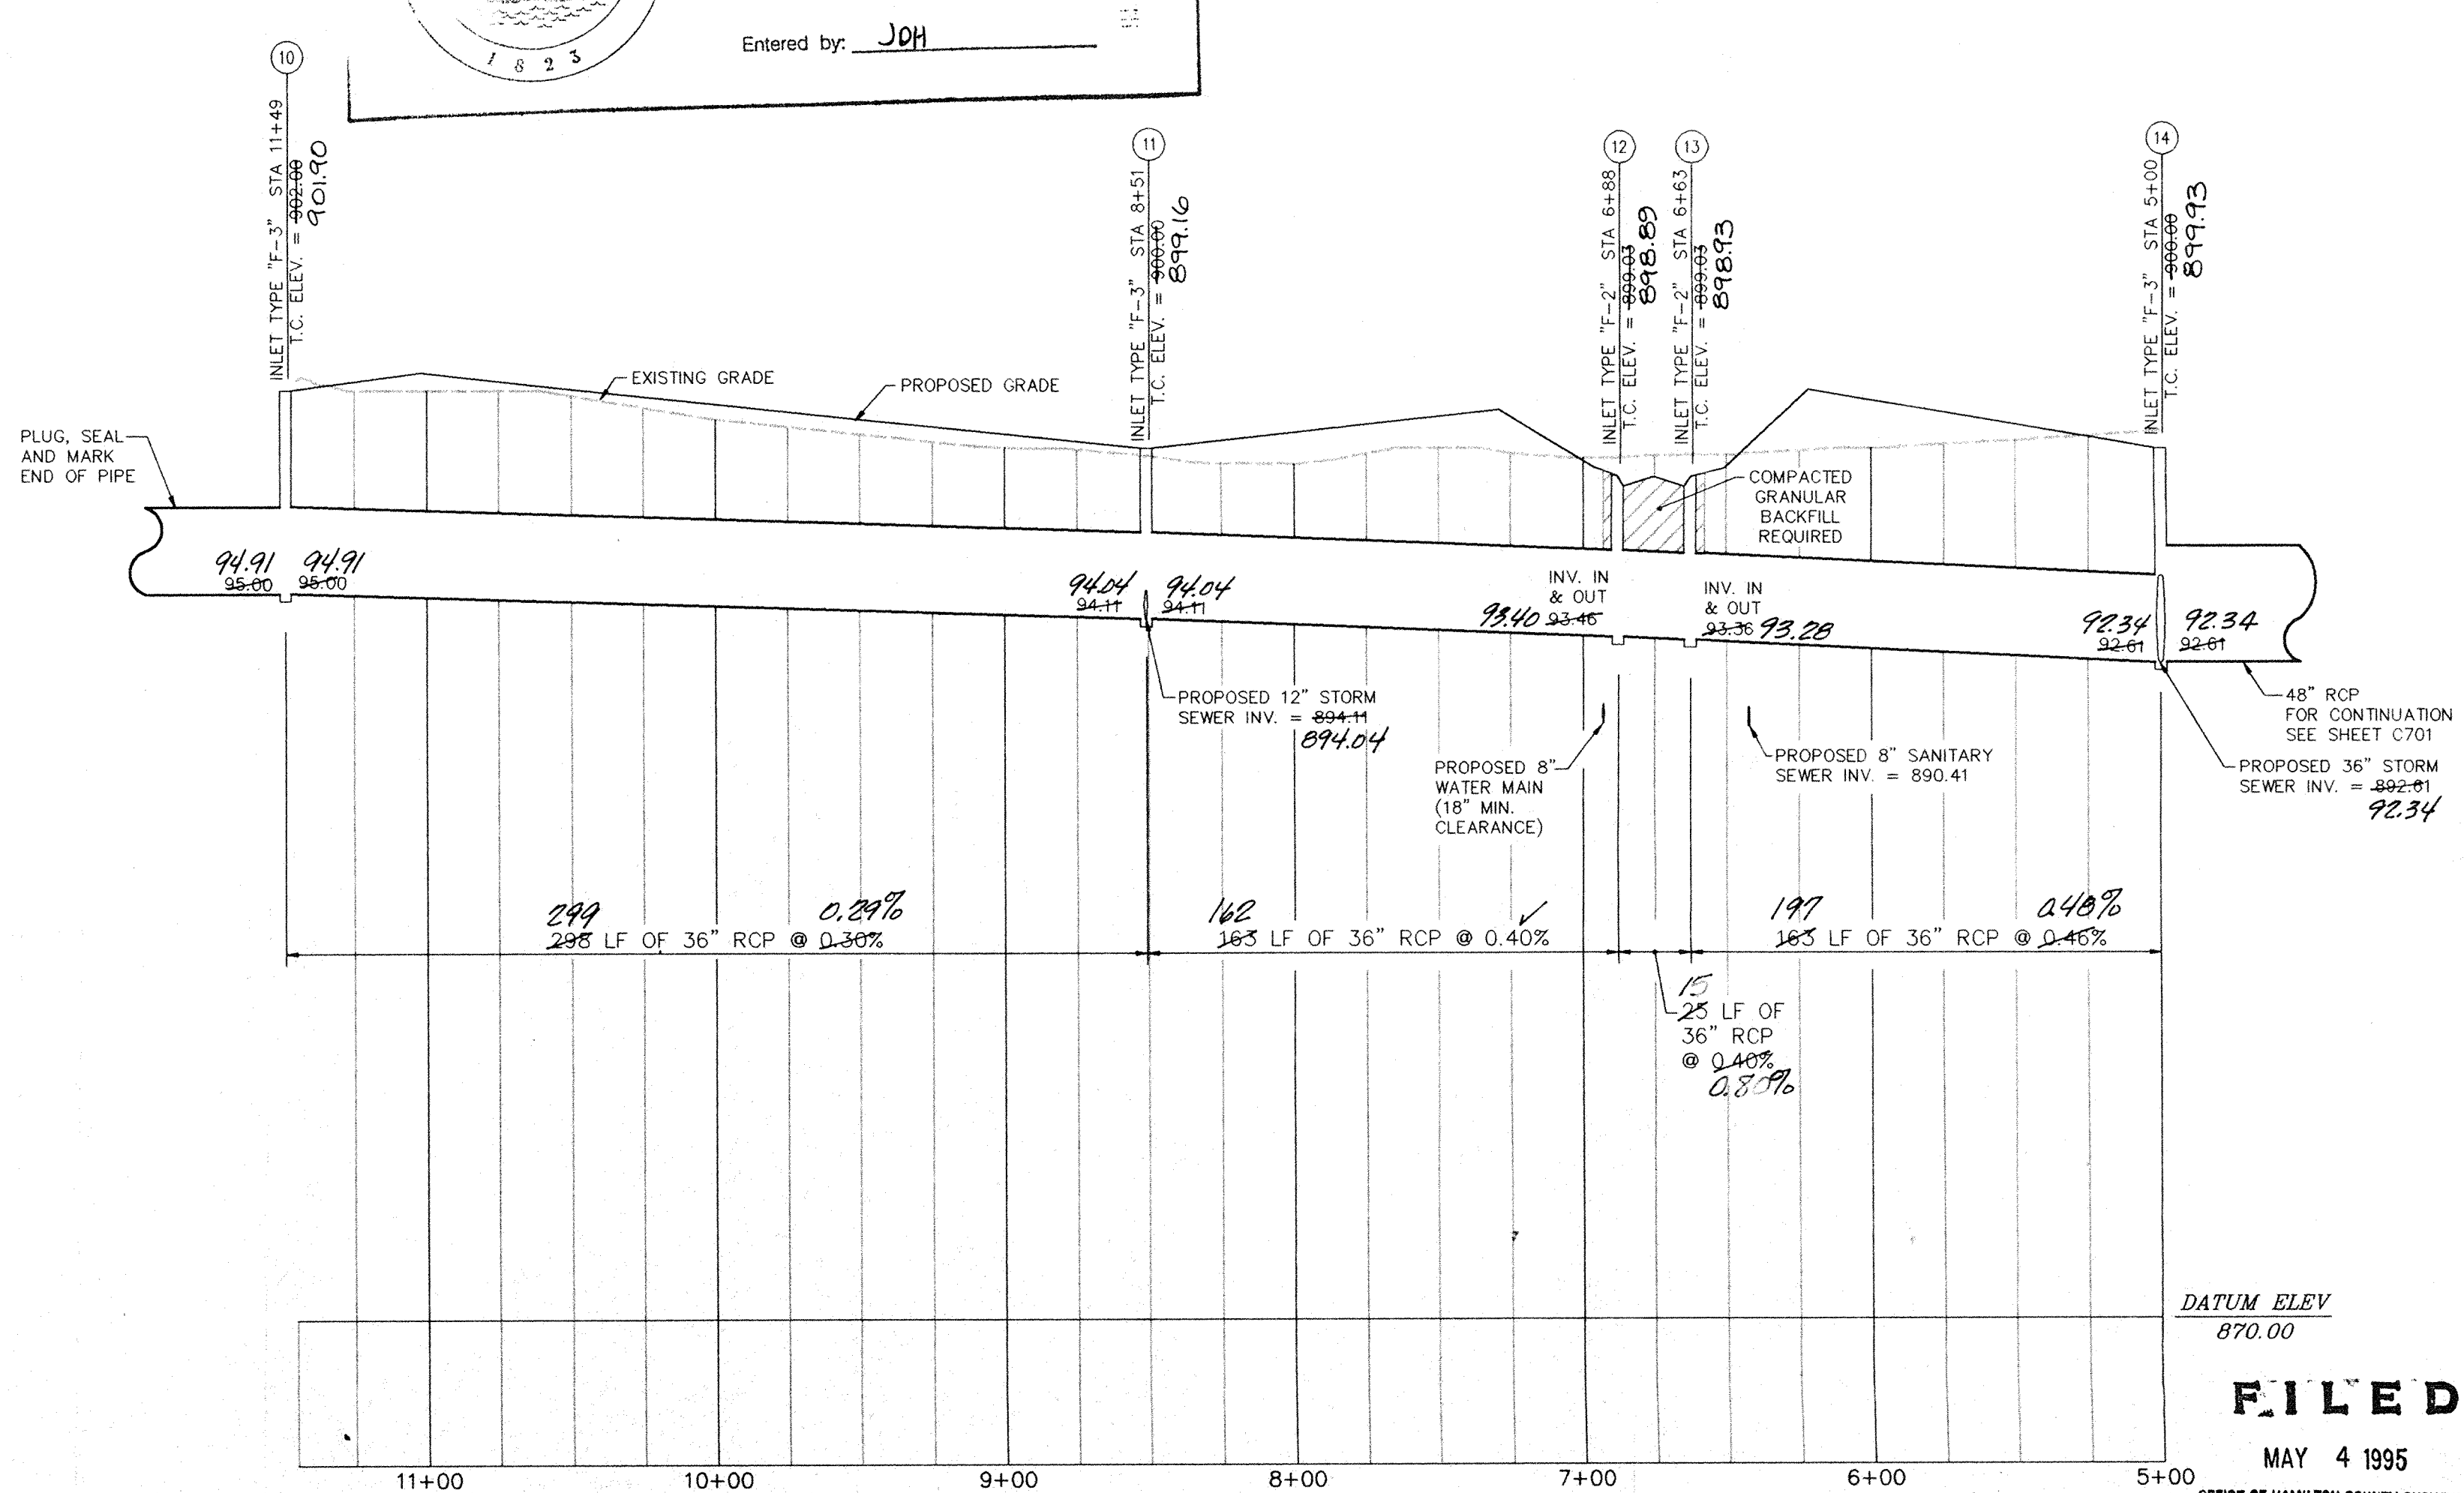 1 8 2 3
Entered by: JDH
10
INLET TYPE "F-3" STA 11+49
T.C. ELEV. = 902.00
901.90
11
INLET TYPE "F-3" STA 8+51
T.C. ELEV. = 900.00
899.16
12
INLET TYPE "F-2" STA 6+88
T.C. ELEV. = 899.03
898.89
13
INLET TYPE "F-2" STA 6+63
T.C. ELEV. = 899.03
898.93
14
INLET TYPE "F-3" STA 5+00
T.C. ELEV. = 900.00
899.93
EXISTING GRADE
PROPOSED GRADE
PLUG, SEAL
AND MARK
END OF PIPE
COMPACTED
GRANULAR
BACKFILL
REQUIRED
94.91 94.91
95.00 95.00
94.04 94.04
94.11 94.11
INV. IN
& OUT
93.40 93.46
INV. IN
& OUT
93.36 93.28
92.34 92.34
92.61 92.61
PROPOSED 12" STORM
SEWER INV. = 894.11
894.04
PROPOSED 8"
WATER MAIN
(18" MIN.
CLEARANCE)
PROPOSED 8" SANITARY
SEWER INV. = 890.41
48" RCP
FOR CONTINUATION
SEE SHEET C701
PROPOSED 36" STORM
SEWER INV. = 892.61
92.34
299 0.29%
298 LF OF 36" RCP @ 0.30%
162 ✓
163 LF OF 36" RCP @ 0.40%
197 0.48%
163 LF OF 36" RCP @ 0.46%
15
25 LF OF
36" RCP
@ 0.40%
0.80%
DATUM ELEV
870.00
FILED
MAY 4 1995
11+00 10+00 9+00 8+00 7+00 6+00 5+00